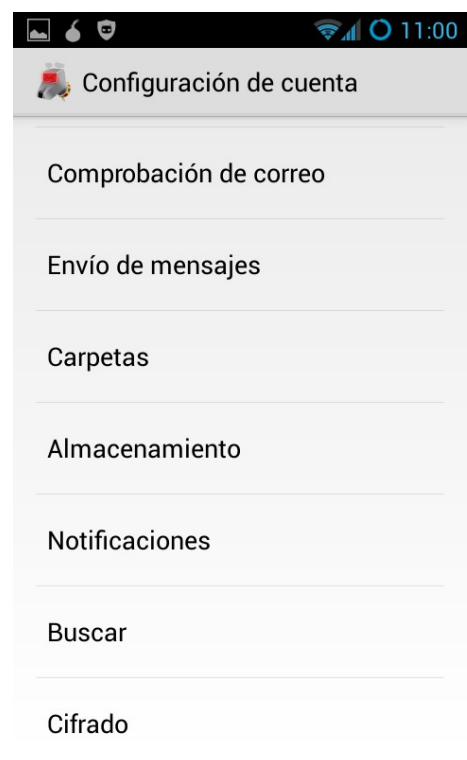 11:00
Configuración de cuenta
Comprobación de correo
Envío de mensajes
Carpetas
Almacenamiento
Notificaciones
Buscar
Cifrado